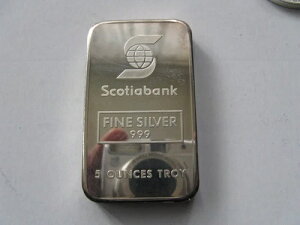 Scotiabank
FINE SILVER
999
5 OUNCES TROY